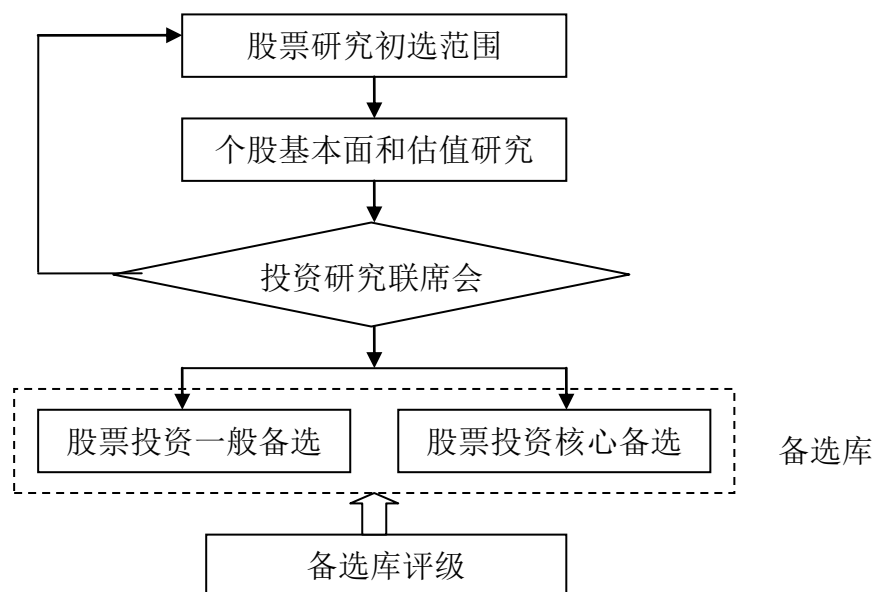 股票研究初选范围
个股基本面和估值研究
投资研究联席会
股票投资一般备选
股票投资核心备选
备选库
备选库评级